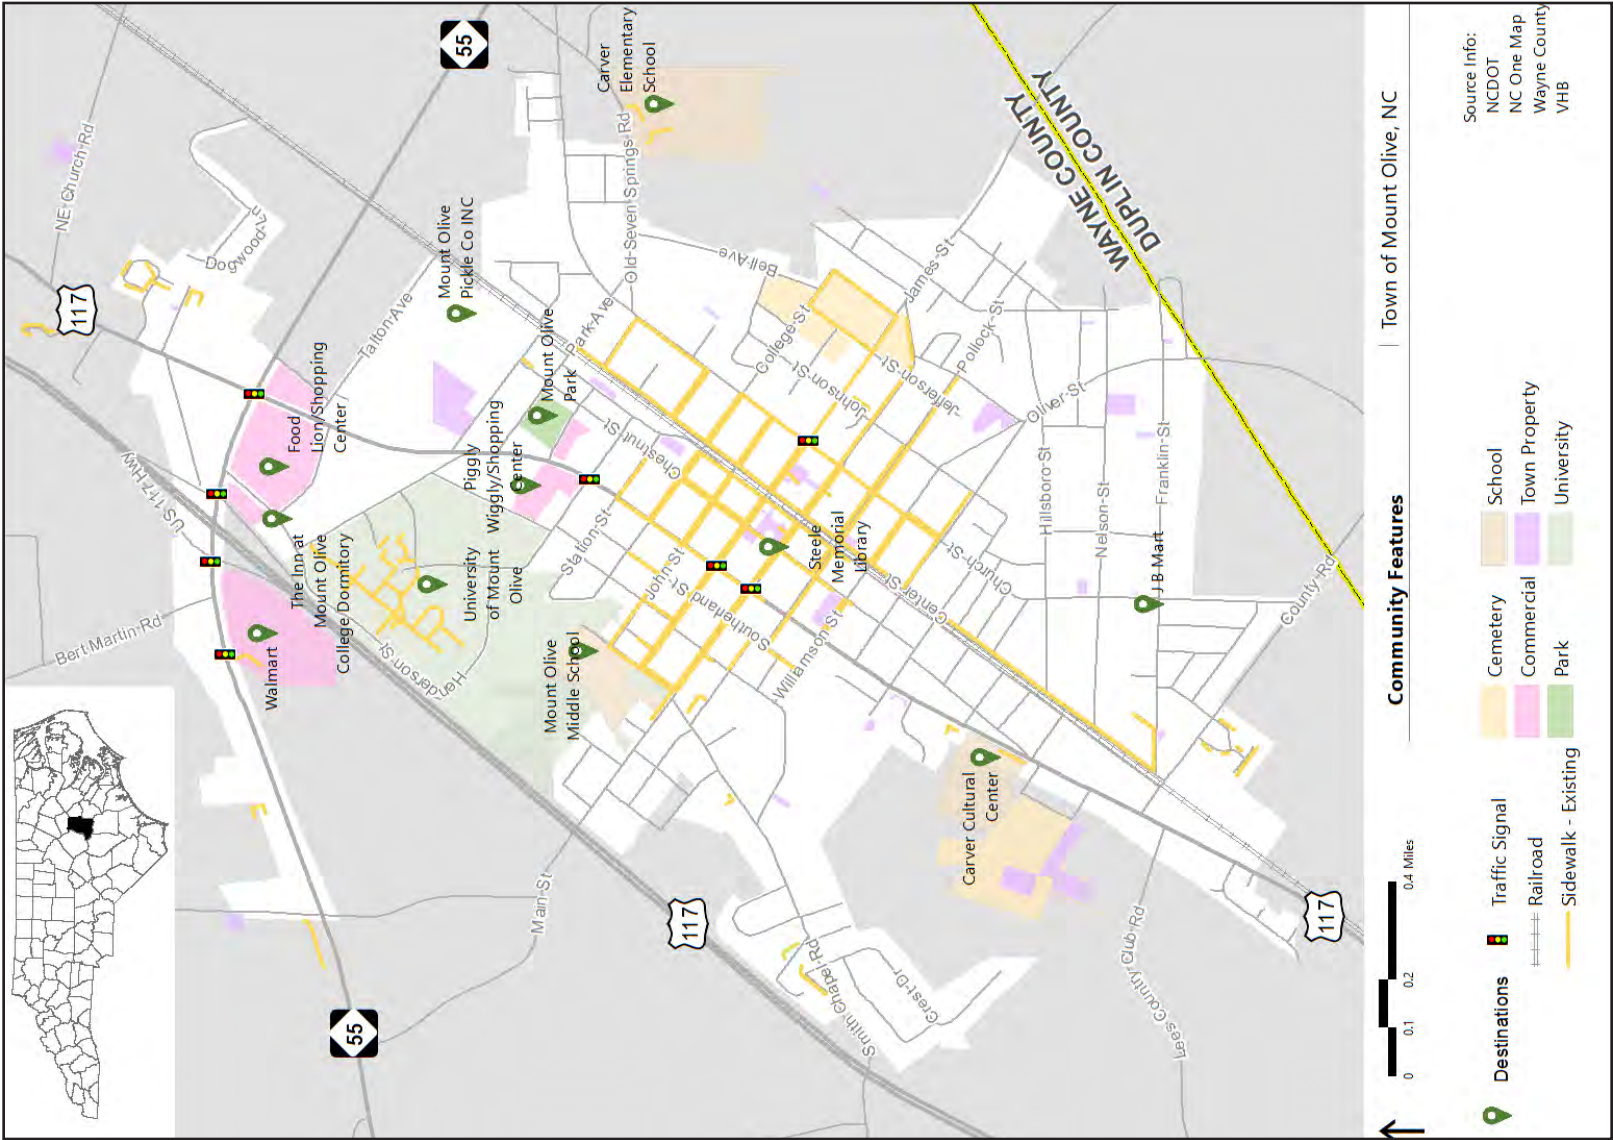 NE Church Rd
55
Carver
Elementary
School
WAYNE COUNTY
DUPLIN COUNTY
117
Dogwood Ln
Talton Ave
Mount Olive
Pickle Co INC
Old Seven Springs Rd
Bell Ave
Park Ave
Food
Lion/Shopping
Center
Mount Olive
Park
Piggly
Wiggly/Shopping
Center
Chestnut St
College St
Johnson St
Jefferson St
James St
Pollock St
Oliver St
US 117 Hwy
Bert Martin Rd
The Inn at
Mount Olive
College/Dormitory
Walmart
University
of Mount
Olive
Henderson St
Station St
John St
Southerland St
Steele
Memorial
Library
Center St
Church St
Hillsboro St
Nelson St
Franklin St
J B Mart
County Rd
Mount Olive
Middle School
Williamson St
Carver Cultural
Center
Main St
117
55
Smith Chapel Rd
Crest Dr
Lees Country Club Rd
117
Town of Mount Olive, NC
Community Features
0
0.1
0.2
0.4 Miles
Destinations
Traffic Signal
Railroad
Sidewalk - Existing
Cemetery
Commercial
Park
School
Town Property
University
Source Info:
NCDOT
NC One Map
Wayne County
VHB